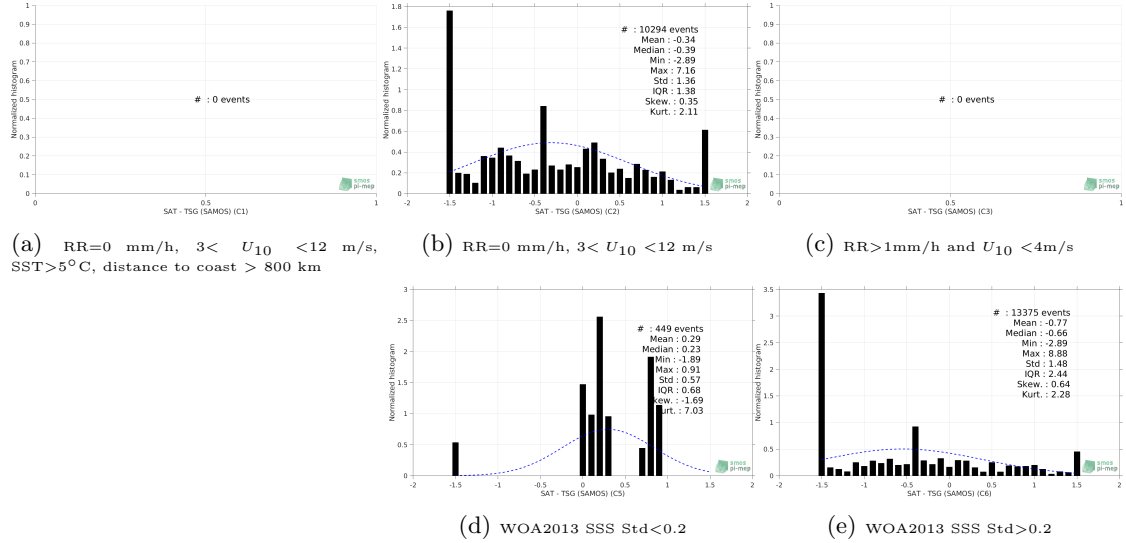 1
0.9
0.8
0.7
0.6
0.5
0.4
0.3
0.2
0.1
0
Normalized histogram
# : 0 events
0 0.5 1
SAT - TSG (SAMOS) (C1)
smos
pi-mep
(a) RR=0 mm/h, 3< U10 <12 m/s,
SST>5°C, distance to coast > 800 km
1.8
1.6
1.4
1.2
1
0.8
0.6
0.4
0.2
0
Normalized histogram
# : 10294 events
Mean : -0.34
Median : -0.39
Min : -2.89
Max : 7.16
Std : 1.36
IQR : 1.38
Skew. : 0.35
Kurt. : 2.11
-2 -1.5 -1 -0.5 0 0.5 1 1.5 2
SAT - TSG (SAMOS) (C2)
smos
pi-mep
(b) RR=0 mm/h, 3< U10 <12 m/s
1
0.9
0.8
0.7
0.6
0.5
0.4
0.3
0.2
0.1
0
Normalized histogram
# : 0 events
0 0.5 1
SAT - TSG (SAMOS) (C3)
smos
pi-mep
(c) RR>1mm/h and U10 <4m/s
3
2.5
2
1.5
1
0.5
0
Normalized histogram
# : 449 events
Mean : 0.29
Median : 0.23
Min : -1.89
Max : 0.91
Std : 0.57
IQR : 0.68
: -1.69
: 7.03
-2 -1.5 -1 -0.5 0 0.5 1 1.5 2
SAT - TSG (SAMOS) (C5)
smos
pi-mep
(d) WOA2013 SSS Std<0.2
3.5
3
2.5
2
1.5
1
0.5
0
Normalized histogram
# : 13375 events
Mean : -0.77
Median : -0.66
Min : -2.89
Max : 8.88
Std : 1.48
IQR : 2.44
Skew. : 0.64
Kurt. : 2.28
-2 -1.5 -1 -0.5 0 0.5 1 1.5 2
SAT - TSG (SAMOS) (C6)
smos
pi-mep
(e) WOA2013 SSS Std>0.2